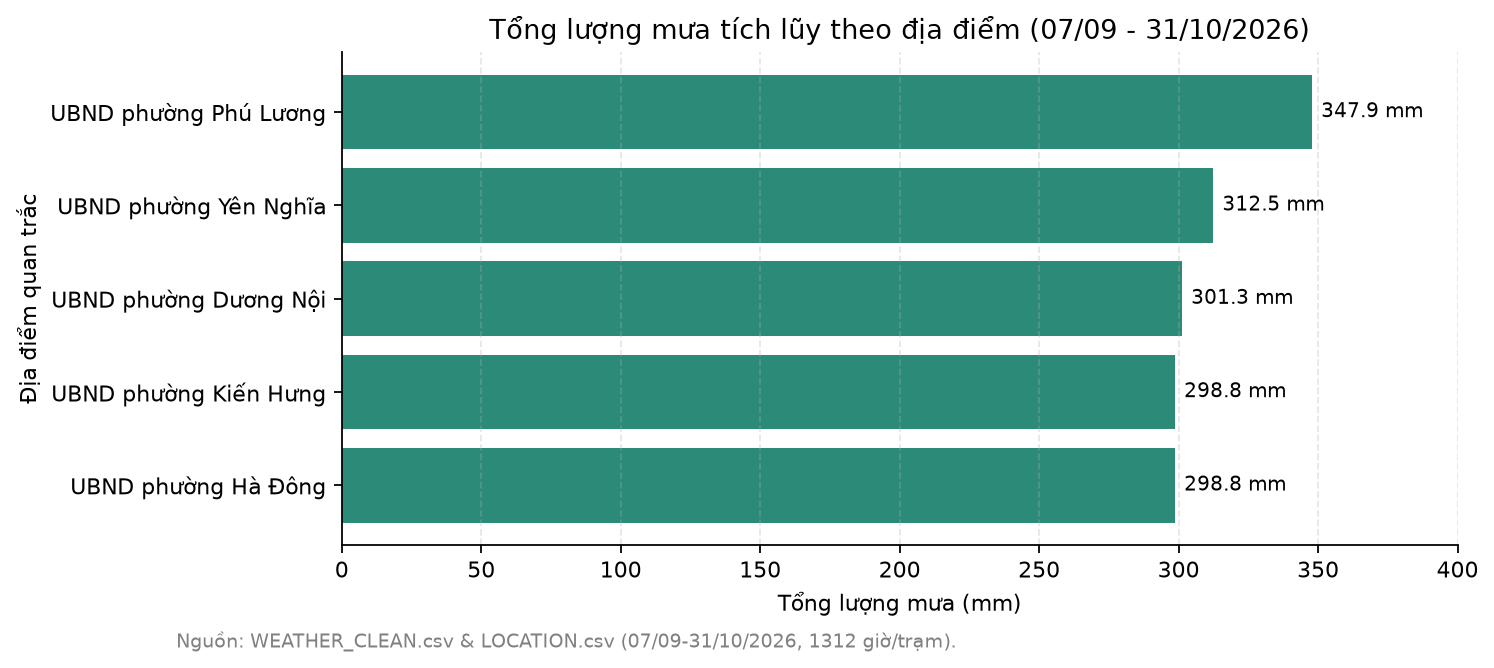 Tổng lượng mưa tích lũy theo địa điểm (07/09 - 31/10/2026)
Địa điểm quan trắc
UBND phường Phú Lương
347.9 mm
UBND phường Yên Nghĩa
312.5 mm
UBND phường Dương Nội
301.3 mm
UBND phường Kiến Hưng
298.8 mm
UBND phường Hà Đông
298.8 mm
0 50 100 150 200 250 300 350 400
Tổng lượng mưa (mm)
Nguồn: WEATHER_CLEAN.csv & LOCATION.csv (07/09-31/10/2026, 1312 giờ/trạm).